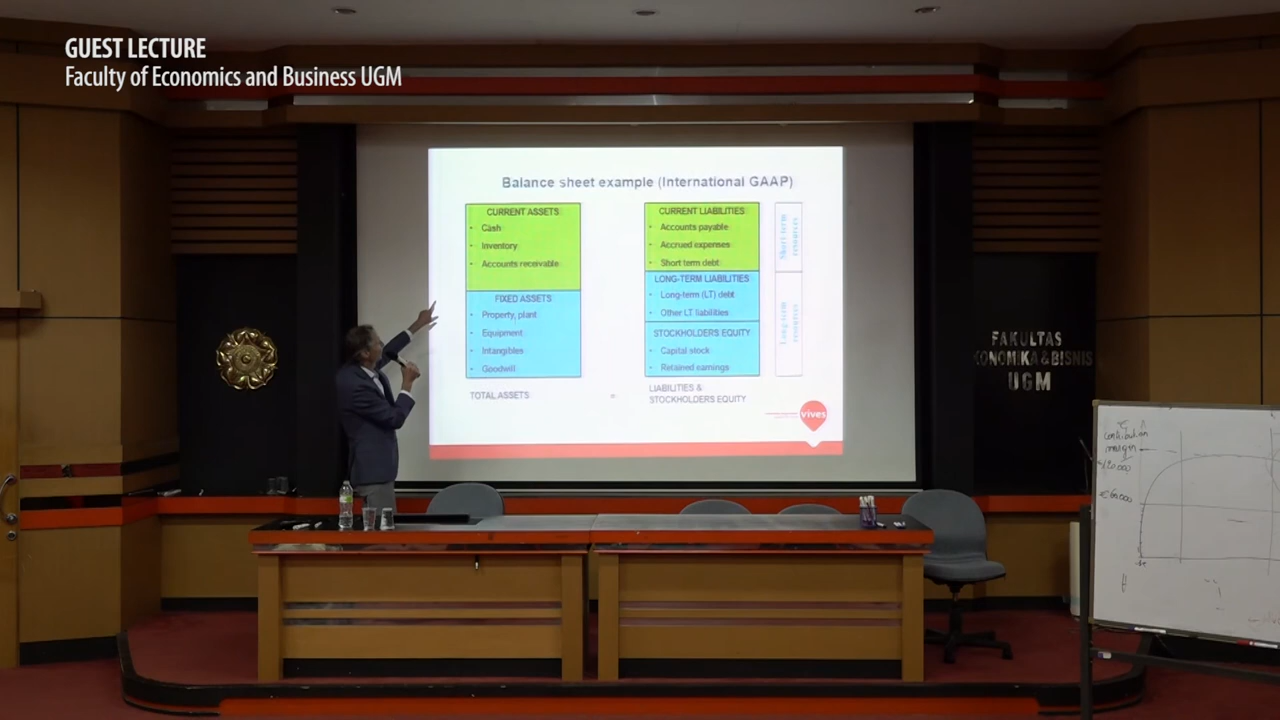 GUEST LECTURE
Faculty of Economics and Business UGM
Balance sheet example (International GAAP)
CURRENT ASSETS
• Cash
• Inventory
• Accounts receivable
FIXED ASSETS
• Property, plant
• Equipment
• Intangibles
• Goodwill
TOTAL ASSETS
=
CURRENT LIABILITIES
• Accounts payable
• Accrued expenses
• Short term debt
LONG-TERM LIABILITIES
• Long-term (LT) debt
• Other LT liabilities
STOCKHOLDERS EQUITY
• Capital stock
• Retained earnings
LIABILITIES &
STOCKHOLDERS EQUITY
Short-term
resources
Long-term
resources
vives
FAKULTAS
KONOMIKA & BISNIS
UGM
contribution
margin